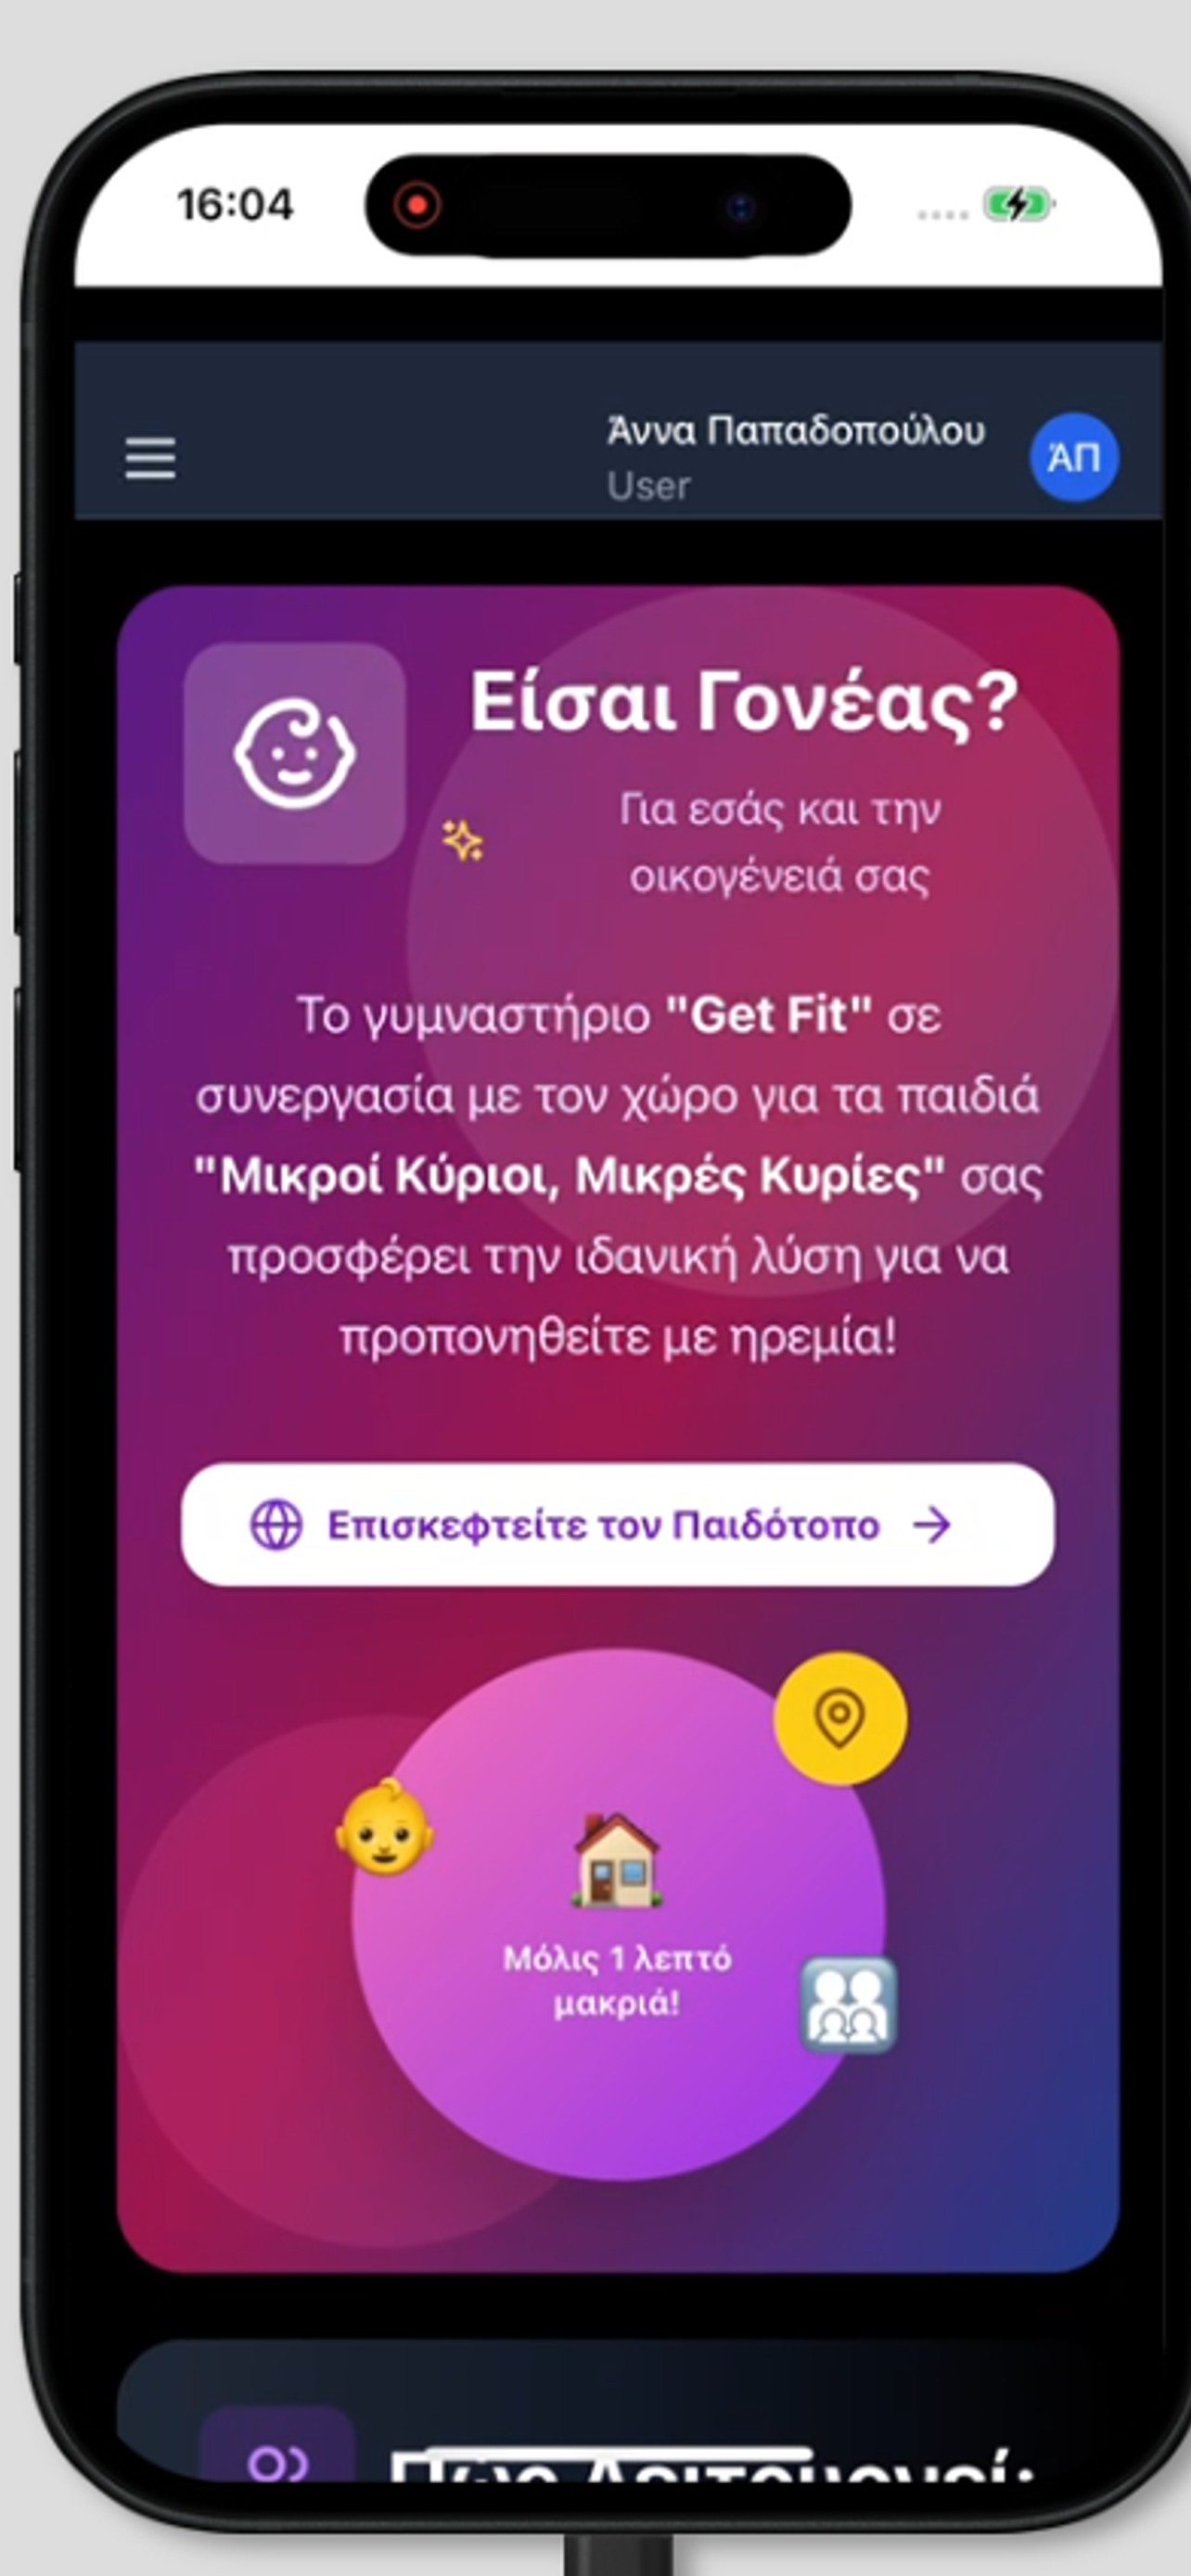 16:04
Άννα Παπαδοπούλου
User
ΆΠ
Είσαι Γονέας?
Για εσάς και την
οικογένειά σας
Το γυμναστήριο "Get Fit" σε
συνεργασία με τον χώρο για τα παιδιά
"Μικροί Κύριοι, Μικρές Κυρίες" σας
προσφέρει την ιδανική λύση για να
προπονηθείτε με ηρεμία!
Επισκεφτείτε τον Παιδότοπο
Μόλις 1 λεπτό
μακριά!